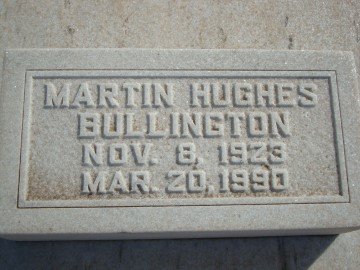 MARTIN HUGHES
BULLINGTON
NOV. 8, 1923
MAR. 20, 1990